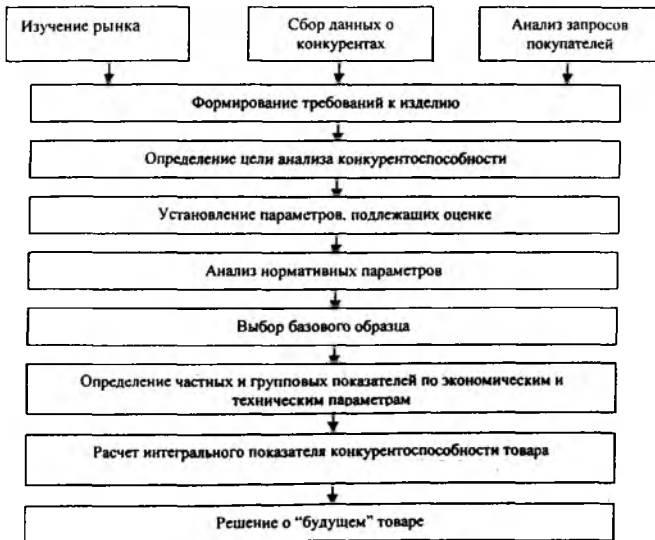 Изучение рынка
Сбор данных о
конкурентах
Анализ запросов
покупателей
Формирование требований к изделию
Определение цели анализа конкурентоспособности
Установление параметров. подлежащих оценке
Анализ нормативных параметров
Выбор базового образца
Определение частных и групповых показателей по экономическим и
техническим параметрам
Расчет интегрального показателя конкурентоспособности товара
Решение о "будущем" товаре